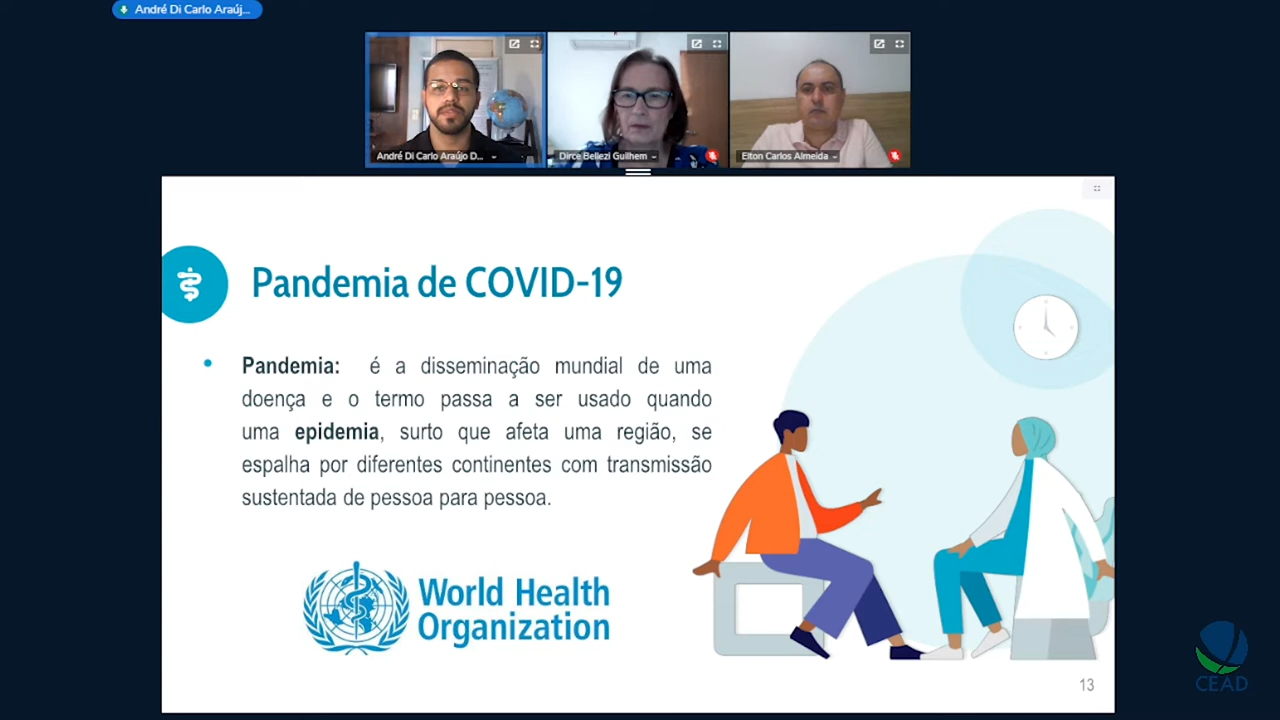 André Di Carlo Araúj...
André Di Carlo Araújo D...
Dirce Bellezi Guilhem
Elton Carlos Almeida
Pandemia de COVID-19
Pandemia: é a disseminação mundial de uma
doença e o termo passa a ser usado quando
uma epidemia, surto que afeta uma região, se
espalha por diferentes continentes com transmissão
sustentada de pessoa para pessoa.
World Health
Organization
13
CEAD